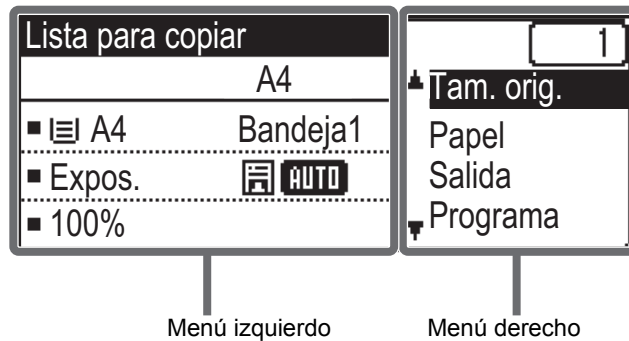 Lista para copiar
A4
A4 Bandeja1
Expos. AUTO
100%
1
Tam. orig.
Papel
Salida
Programa
Menú izquierdo
Menú derecho